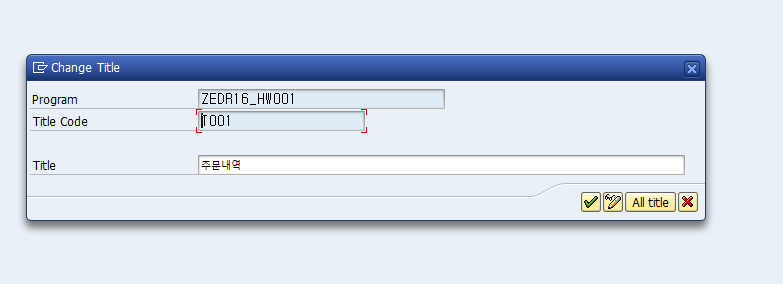 Change Title
Program ZEDR16_HW001
Title Code T001
Title 주문내역
All title